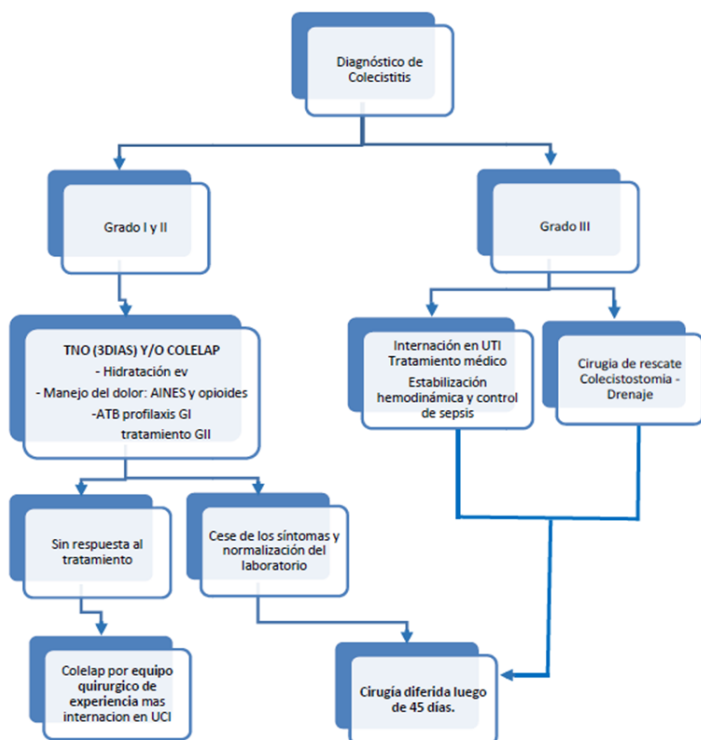 Diagnóstico de
Colecistitis
Grado I y II
Grado III
TNO (3DIAS) Y/O COLELAP
- Hidratación ev
- Manejo del dolor: AINES y opioides
-ATB profilaxis GI
tratamiento GII
Internación en UTI
Tratamiento médico
Estabilización
hemodinámica y control
de sepsis
Cirugia de rescate
Colecistostomia -
Drenaje
Sin respuesta al
tratamiento
Cese de los síntomas y
normalización del
laboratorio
Colelap por equipo
quirurgico de
experiencia mas
internacion en UCI
Cirugía diferida luego
de 45 días.